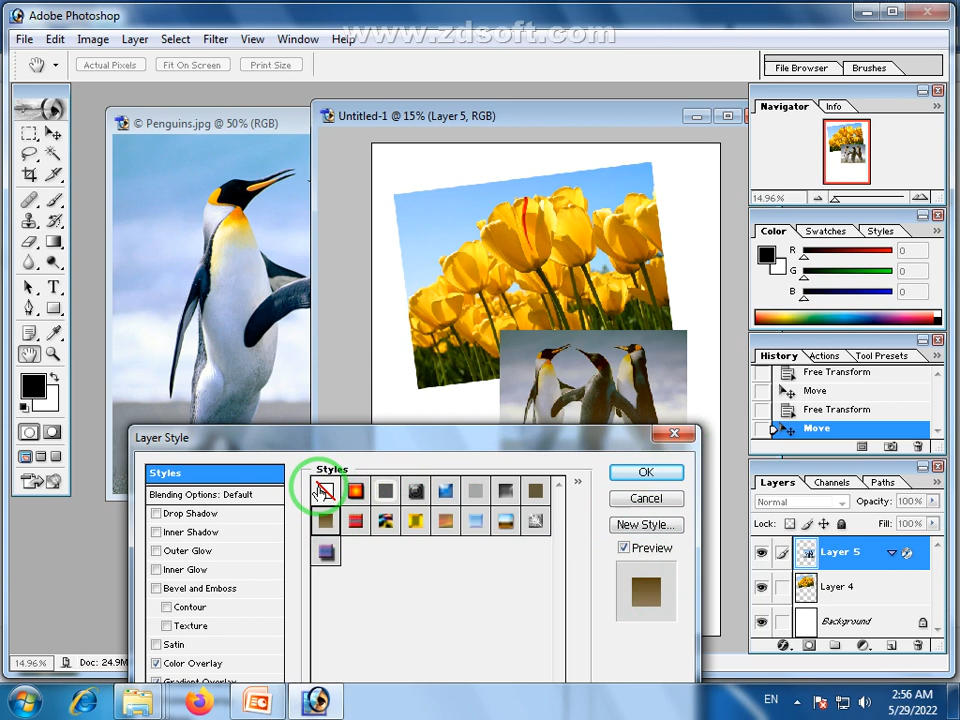 Adobe Photoshop
www.zdsoft.com
File Edit Image Layer Select Filter View Window Help
Actual Pixels Fit On Screen Print Size
File Browser Brushes
© Penguins.jpg @ 50% (RGB)
Untitled-1 @ 15% (Layer 5, RGB)
Navigator Info
14.96%
Color Swatches Styles
R 0
G 0
B 0
History Actions Tool Presets
Free Transform
Move
Free Transform
Move
Layers Channels Paths
Normal Opacity: 100%
Lock: Fill: 100%
Layer 5
Layer 4
Background
Layer Style
Styles
Blending Options: Default
Drop Shadow
Inner Shadow
Outer Glow
Inner Glow
Bevel and Emboss
Contour
Texture
Satin
Color Overlay
Gradient Overlay
Styles
OK
Cancel
New Style...
Preview
14.96% Doc: 24.9M
EN
2:56 AM
5/29/2022